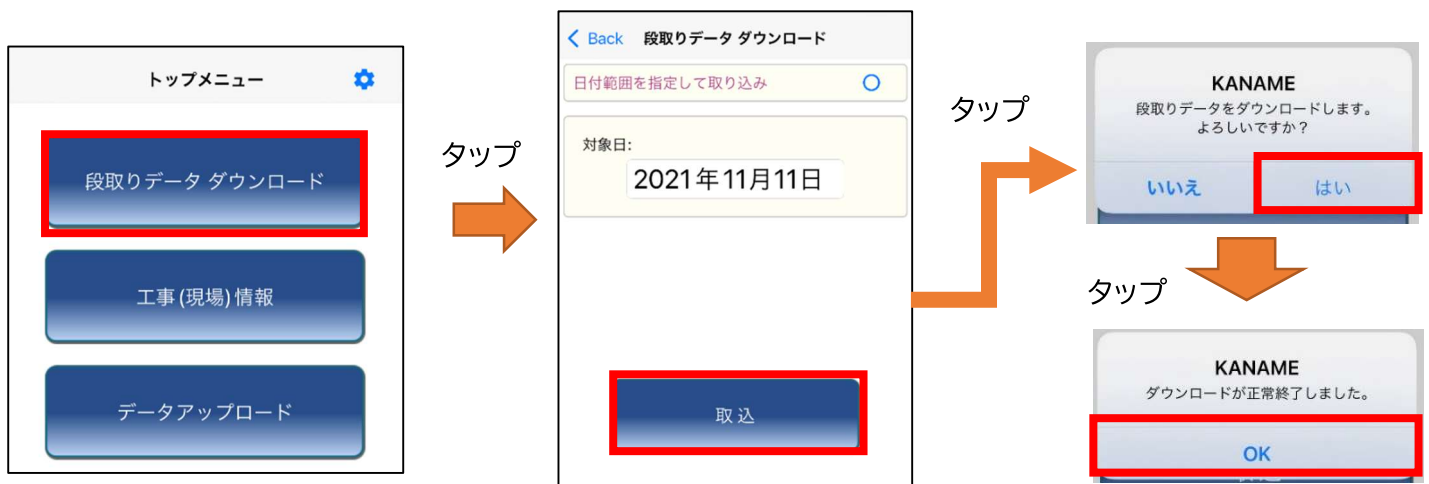 トップメニュー
段取りデータ ダウンロード
工事(現場)情報
データアップロード
タップ
Back 段取りデータ ダウンロード
日付範囲を指定して取り込み
対象日:
2021年11月11日
取込
タップ
KANAME
段取りデータをダウンロードします。
よろしいですか？
いいえ はい
タップ
KANAME
ダウンロードが正常終了しました。
OK